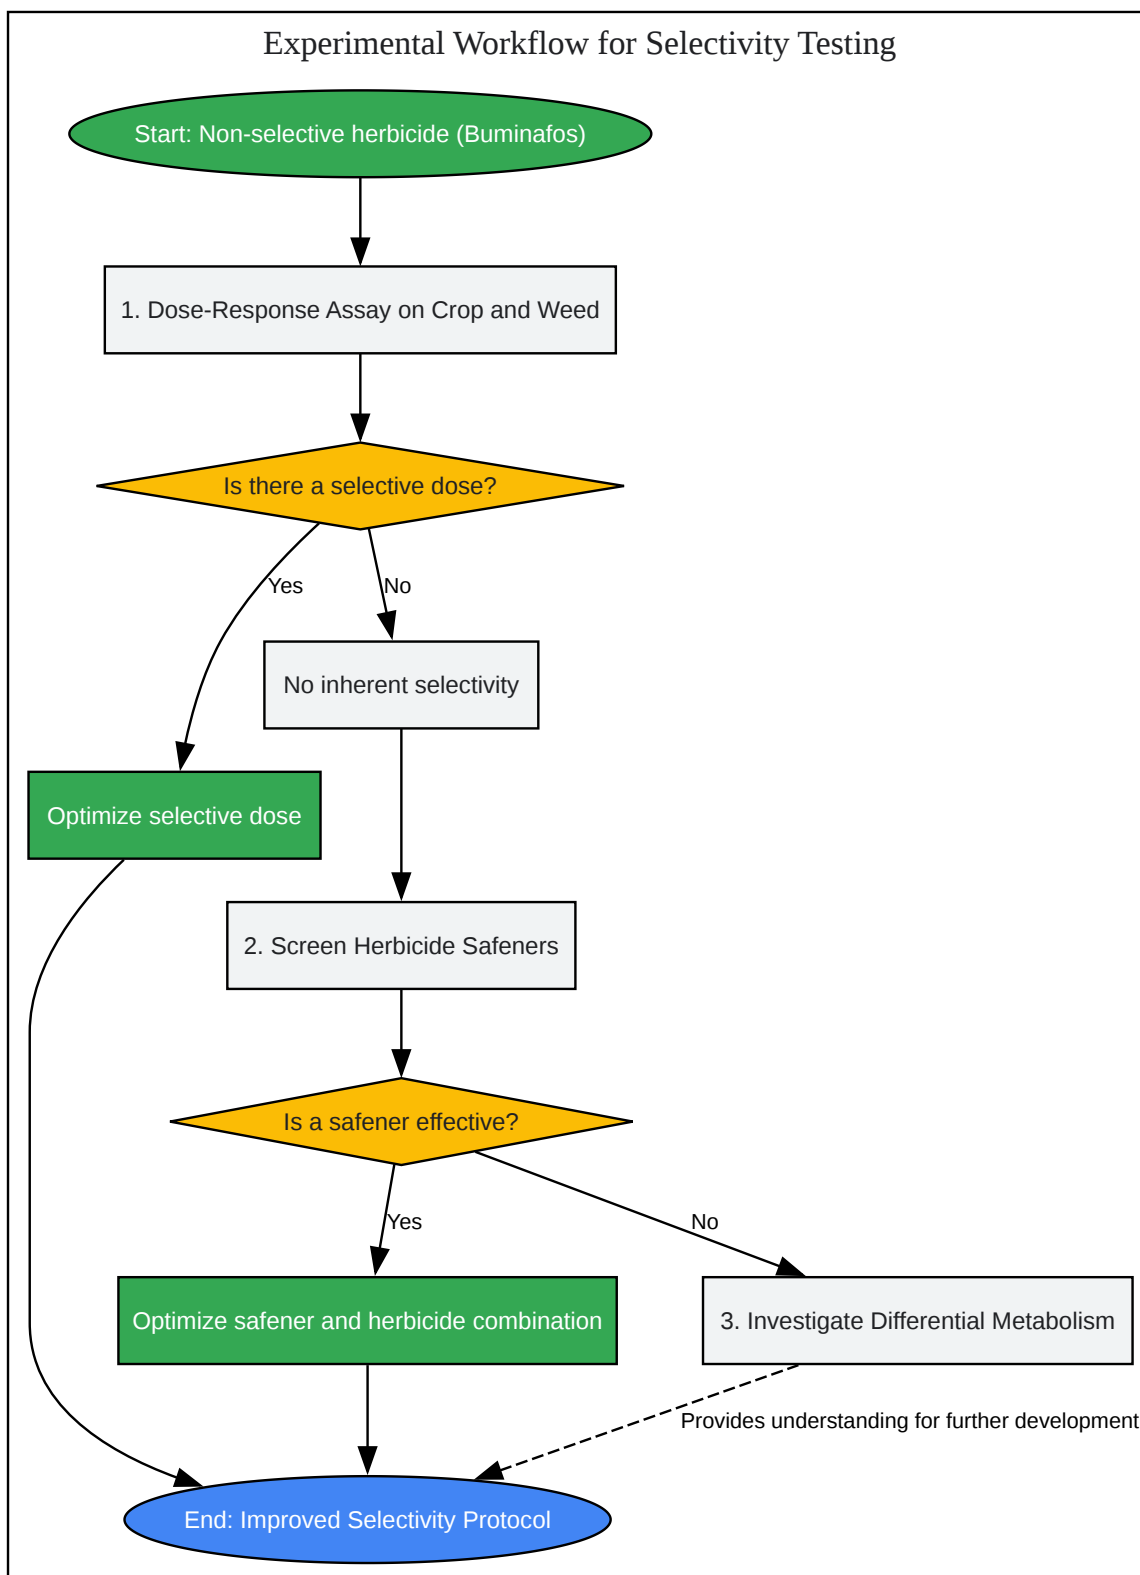 Experimental Workflow for Selectivity Testing
Start: Non-selective herbicide (Buminafos)
1. Dose-Response Assay on Crop and Weed
Is there a selective dose?
Yes
No
No inherent selectivity
Optimize selective dose
2. Screen Herbicide Safeners
Is a safener effective?
Yes
No
Optimize safener and herbicide combination
3. Investigate Differential Metabolism
Provides understanding for further development
End: Improved Selectivity Protocol